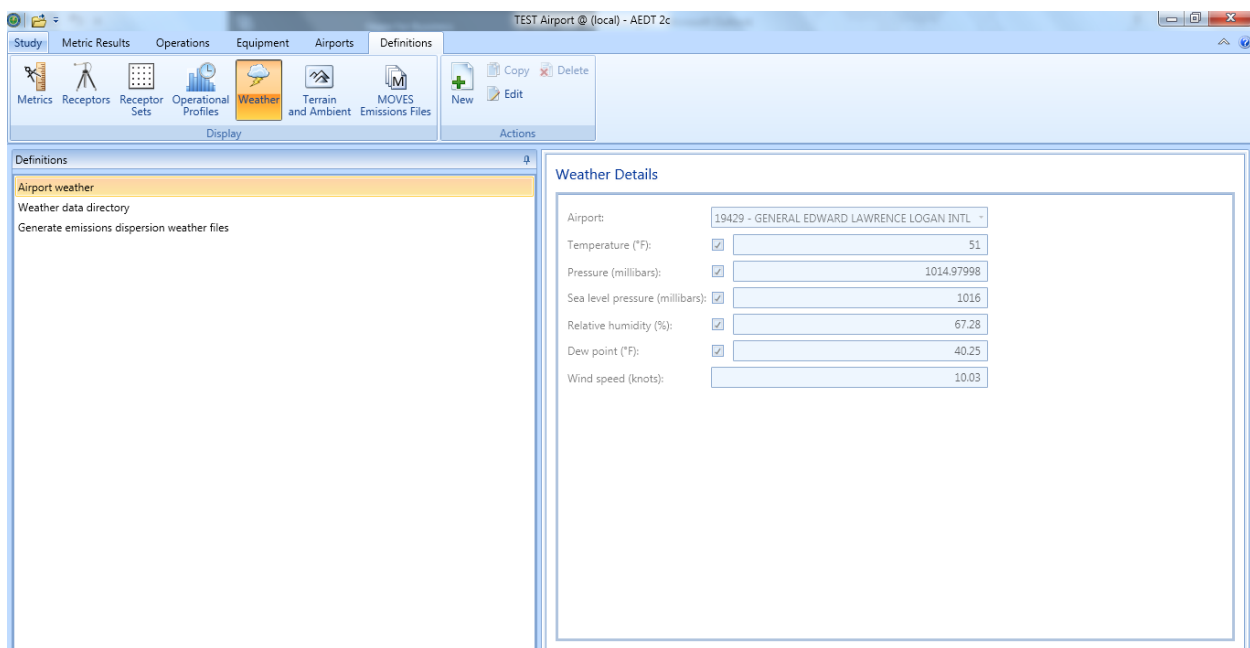 TEST Airport @ (local) - AEDT 2c
Study Metric Results Operations Equipment Airports Definitions
Metrics Receptors Receptor Sets Operational Profiles Weather Terrain and Ambient MOVES Emissions Files
New Copy Delete
Edit
Display Actions
Definitions
Airport weather
Weather data directory
Generate emissions dispersion weather files
Weather Details
Airport: 19429 - GENERAL EDWARD LAWRENCE LOGAN INTL
Temperature (°F): 51
Pressure (millibars): 1014.97998
Sea level pressure (millibars): 1016
Relative humidity (%): 67.28
Dew point (°F): 40.25
Wind speed (knots): 10.03